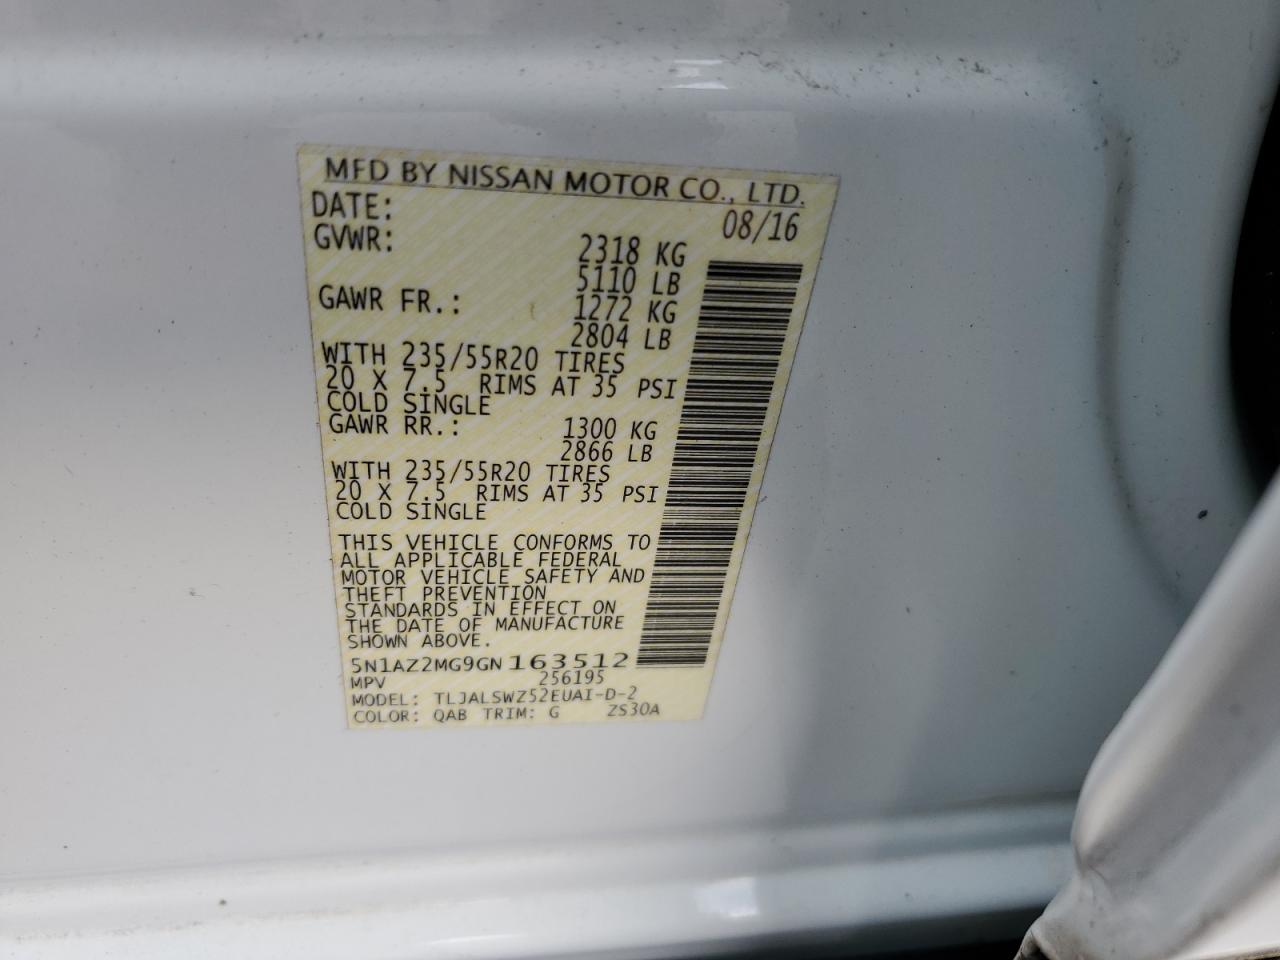 MFD BY NISSAN MOTOR CO., LTD.
DATE: 08/16
GVWR: 2318 KG
5110 LB
GAWR FR.: 1272 KG
2804 LB
WITH 235/55R20 TIRES
20 X 7.5 RIMS AT 35 PSI
COLD SINGLE
GAWR RR.: 1300 KG
2866 LB
WITH 235/55R20 TIRES
20 X 7.5 RIMS AT 35 PSI
COLD SINGLE
THIS VEHICLE CONFORMS TO
ALL APPLICABLE FEDERAL
MOTOR VEHICLE SAFETY AND
THEFT PREVENTION
STANDARDS IN EFFECT ON
THE DATE OF MANUFACTURE
SHOWN ABOVE.
5N1AZ2MG9GN163512
MPV 256195
MODEL: TLJALSWZ52EUAI-D-2
COLOR: QAB TRIM: G ZS30A